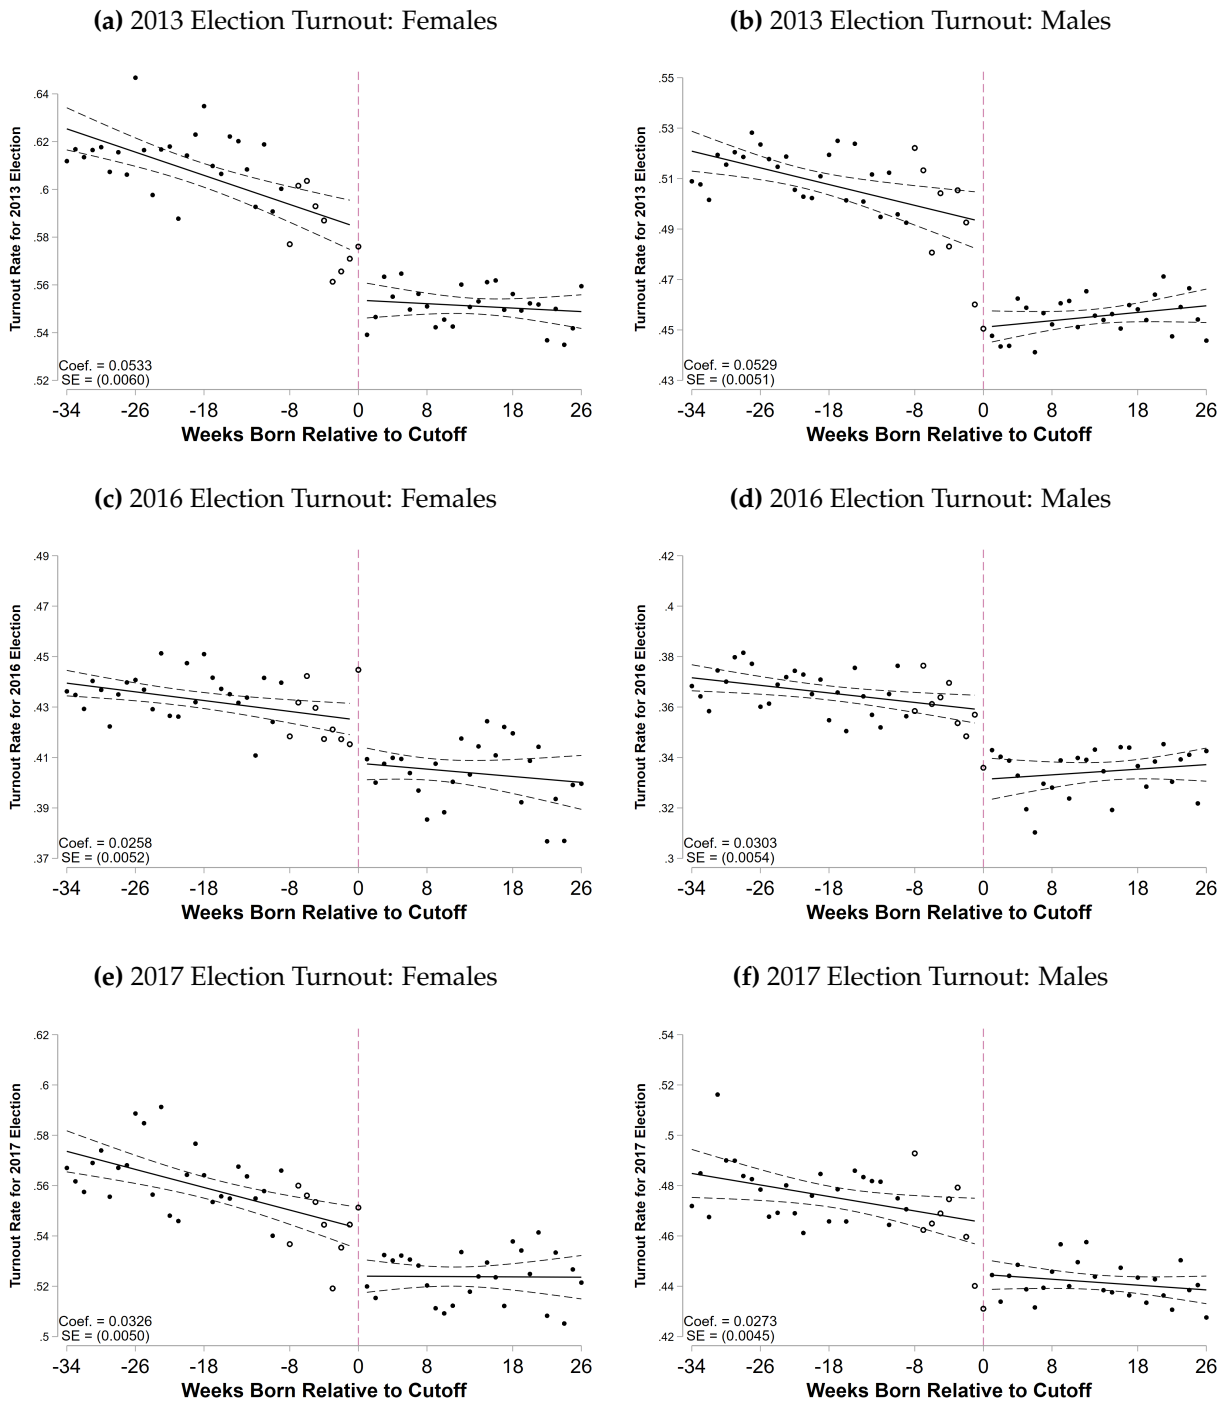 (a) 2013 Election Turnout: Females
Turnout Rate for 2013 Election
.64
.62
.6
.58
.56
.54
.52
Coef. = 0.0533
SE = (0.0060)
-34 -26 -18 -8 0 8 18 26
Weeks Born Relative to Cutoff
(b) 2013 Election Turnout: Males
Turnout Rate for 2013 Election
.55
.53
.51
.49
.47
.45
.43
Coef. = 0.0529
SE = (0.0051)
-34 -26 -18 -8 0 8 18 26
Weeks Born Relative to Cutoff
(c) 2016 Election Turnout: Females
Turnout Rate for 2016 Election
.49
.47
.45
.43
.41
.39
.37
Coef. = 0.0258
SE = (0.0052)
-34 -26 -18 -8 0 8 18 26
Weeks Born Relative to Cutoff
(d) 2016 Election Turnout: Males
Turnout Rate for 2016 Election
.42
.4
.38
.36
.34
.32
.3
Coef. = 0.0303
SE = (0.0054)
-34 -26 -18 -8 0 8 18 26
Weeks Born Relative to Cutoff
(e) 2017 Election Turnout: Females
Turnout Rate for 2017 Election
.62
.6
.58
.56
.54
.52
.5
Coef. = 0.0326
SE = (0.0050)
-34 -26 -18 -8 0 8 18 26
Weeks Born Relative to Cutoff
(f) 2017 Election Turnout: Males
Turnout Rate for 2017 Election
.54
.52
.5
.48
.46
.44
.42
Coef. = 0.0273
SE = (0.0045)
-34 -26 -18 -8 0 8 18 26
Weeks Born Relative to Cutoff